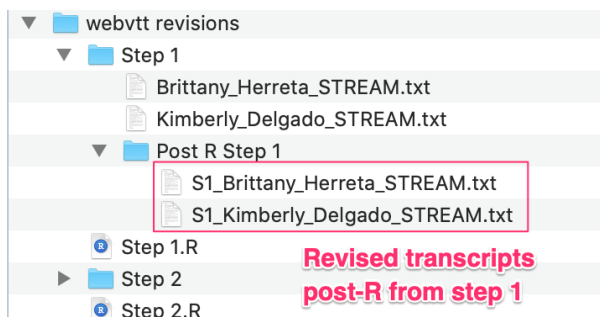 webvtt revisions
Step 1
Brittany_Herreta_STREAM.txt
Kimberly_Delgado_STREAM.txt
Post R Step 1
S1_Brittany_Herreta_STREAM.txt
S1_Kimberly_Delgado_STREAM.txt
Step 1.R
Revised transcripts
post-R from step 1
Step 2
Step 2.R